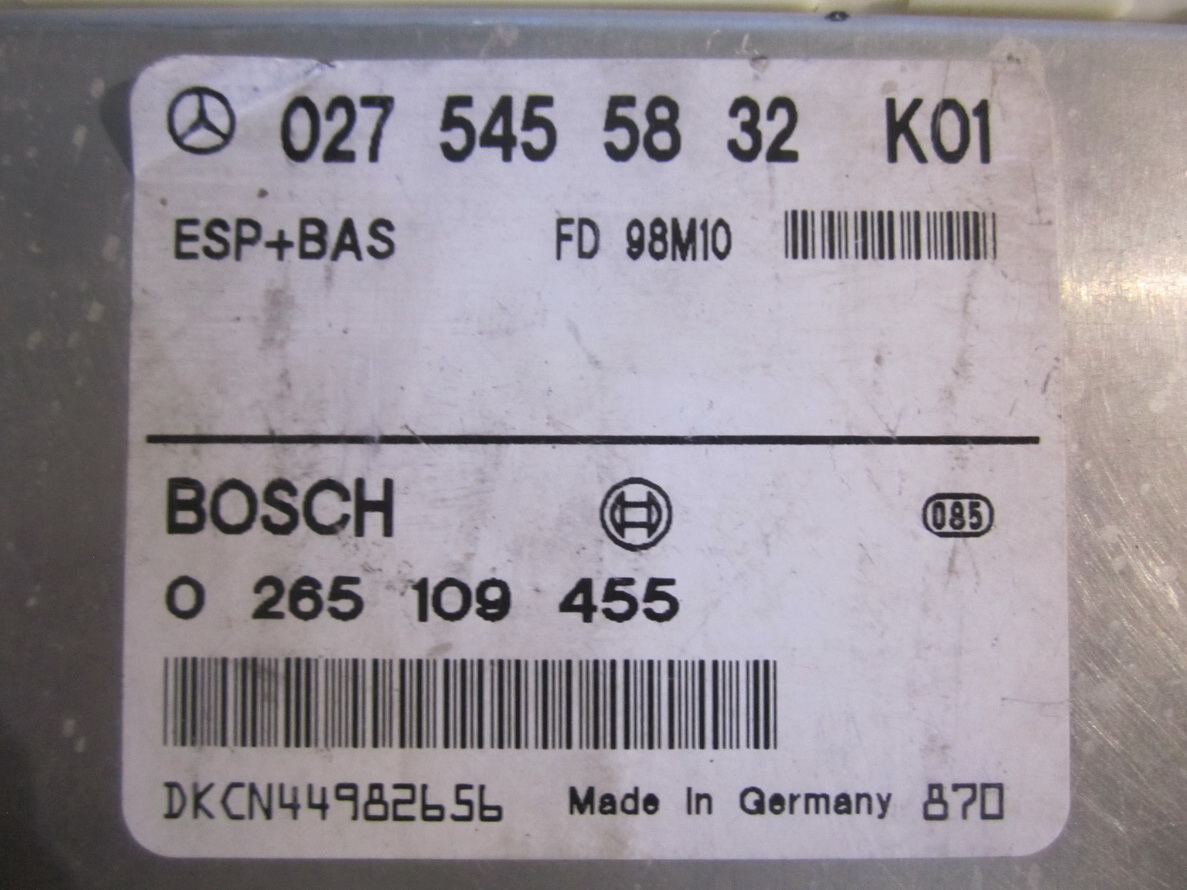 027 545 58 32 K01
ESP+BAS FD 98M10
BOSCH 085
0 265 109 455
DKCN44982656 Made In Germany 870